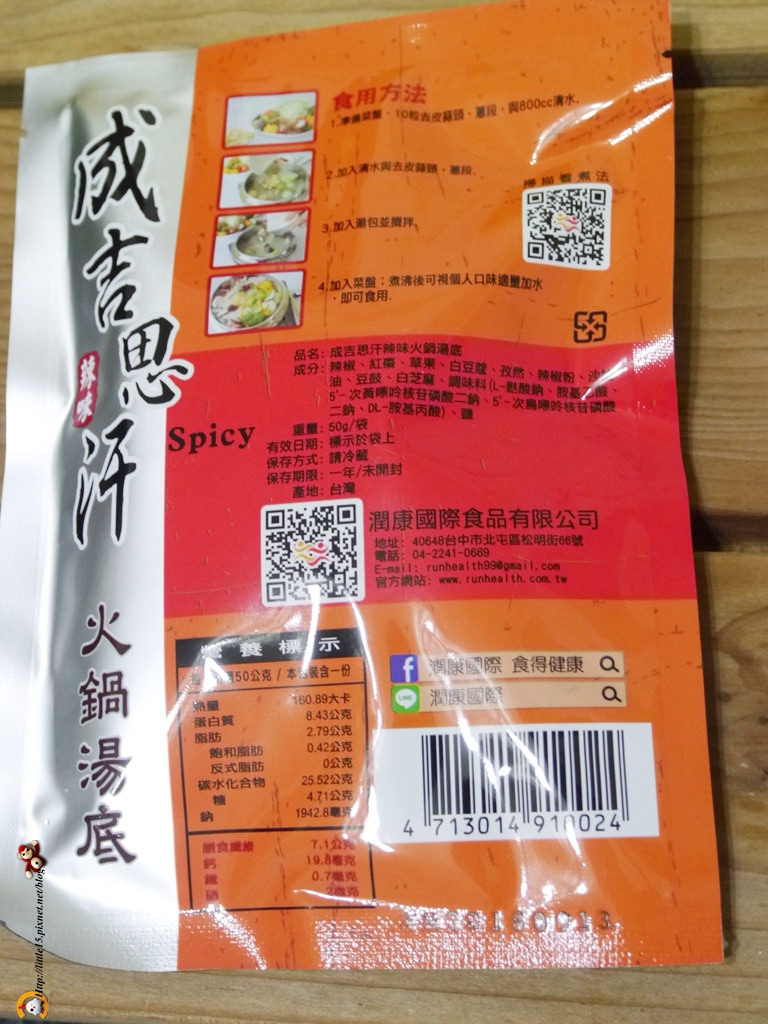 成吉思汗
辣味
火鍋湯底
Spicy
食用方法
1.準備菜盤、10粒去皮蒜頭、蔥段，與800cc清水.
2.加入清水與去皮蒜頭、蔥段.
3.加入湯包並攪拌.
4.加入菜盤；煮沸後可視個人口味適量加水
，即可食用.
掃描看煮法
品名: 成吉思汗辣味火鍋湯底
成分: 辣椒、紅棗、草果、白豆蔻、孜然、辣椒粉、沙
油、豆豉、白芝麻、調味料(L-麩酸鈉、胺基乙酸、
5'-次黃嘌呤核苷磷酸二鈉、5'-次鳥嘌呤核苷磷酸
二鈉、DL-胺基丙酸)、鹽
重量: 50g/袋
有效日期: 標示於袋上
保存方式: 請冷藏
保存期限: 一年/未開封
產地: 台灣
潤康國際食品有限公司
地址: 40648台中市北屯區松明街66號
電話: 04-2241-0669
E-mail: runhealth99@gmail.com
官方網站: www.runhealth.com.tw
營養標示
50公克 / 本包裝含一份
熱量 160.89大卡
蛋白質 8.43公克
脂肪 2.79公克
飽和脂肪 0.42公克
反式脂肪 0公克
碳水化合物 25.52公克
糖 4.71公克
鈉 1942.8毫克
膳食纖維 7.1公克
鈣 19.8毫克
鐵 0.7毫克
硒
f 潤康國際 食得健康
LINE 潤康國際
4 713014 910024
Http://little15.pixnet.net/blog